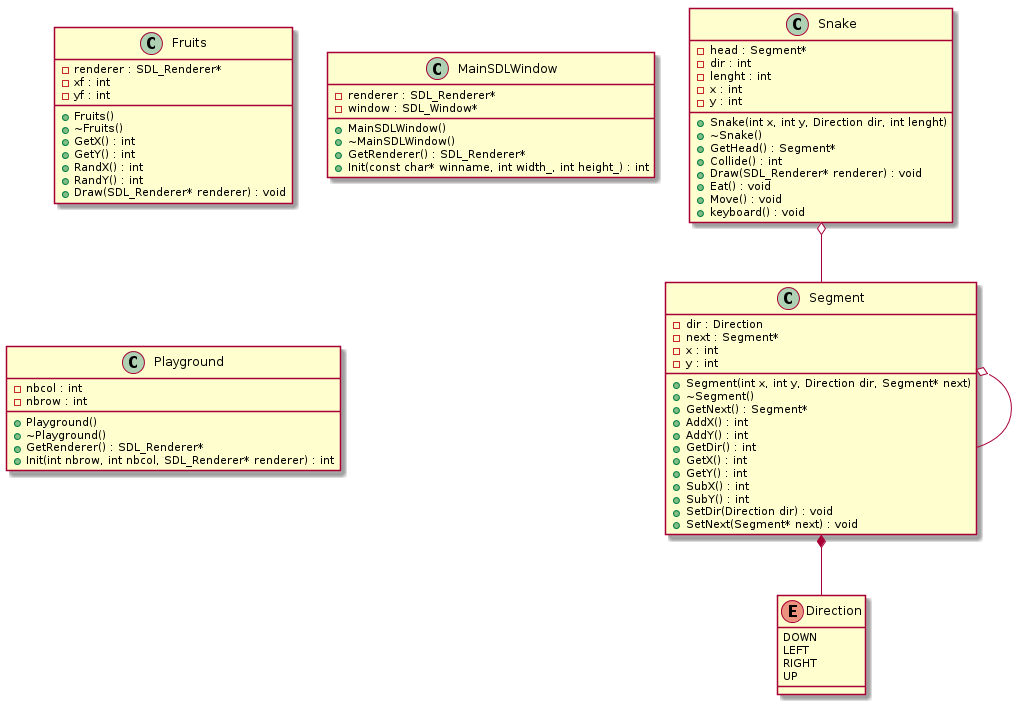 C Fruits
renderer : SDL_Renderer*
xf : int
yf : int
Fruits()
~Fruits()
GetX() : int
GetY() : int
RandX() : int
RandY() : int
Draw(SDL_Renderer* renderer) : void
C MainSDLWindow
renderer : SDL_Renderer*
window : SDL_Window*
MainSDLWindow()
~MainSDLWindow()
GetRenderer() : SDL_Renderer*
Init(const char* winname, int width_, int height_) : int
C Snake
head : Segment*
dir : int
lenght : int
x : int
y : int
Snake(int x, int y, Direction dir, int lenght)
~Snake()
GetHead() : Segment*
Collide() : int
Draw(SDL_Renderer* renderer) : void
Eat() : void
Move() : void
keyboard() : void
C Playground
nbcol : int
nbrow : int
Playground()
~Playground()
GetRenderer() : SDL_Renderer*
Init(int nbrow, int nbcol, SDL_Renderer* renderer) : int
C Segment
dir : Direction
next : Segment*
x : int
y : int
Segment(int x, int y, Direction dir, Segment* next)
~Segment()
GetNext() : Segment*
AddX() : int
AddY() : int
GetDir() : int
GetX() : int
GetY() : int
SubX() : int
SubY() : int
SetDir(Direction dir) : void
SetNext(Segment* next) : void
E Direction
DOWN
LEFT
RIGHT
UP